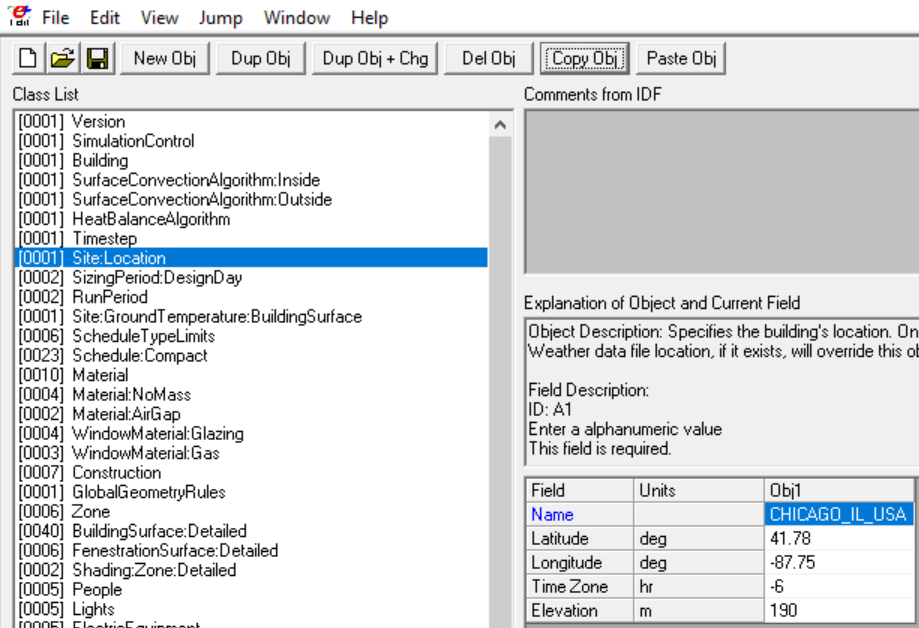 File Edit View Jump Window Help
New Obj Dup Obj Dup Obj + Chg Del Obj Copy Obj Paste Obj
Class List
[0001] Version
[0001] SimulationControl
[0001] Building
[0001] SurfaceConvectionAlgorithm:Inside
[0001] SurfaceConvectionAlgorithm:Outside
[0001] HeatBalanceAlgorithm
[0001] Timestep
[0001] Site:Location
[0002] SizingPeriod:DesignDay
[0002] RunPeriod
[0001] Site:GroundTemperature:BuildingSurface
[0006] ScheduleTypeLimits
[0023] Schedule:Compact
[0010] Material
[0004] Material:NoMass
[0002] Material:AirGap
[0004] WindowMaterial:Glazing
[0003] WindowMaterial:Gas
[0007] Construction
[0001] GlobalGeometryRules
[0006] Zone
[0040] BuildingSurface:Detailed
[0006] FenestrationSurface:Detailed
[0002] Shading:Zone:Detailed
[0005] People
[0005] Lights
[0005] ElectricEquipment
Comments from IDF
Explanation of Object and Current Field
Object Description: Specifies the building's location. On
Weather data file location, if it exists, will override this
Field Description:
ID: A1
Enter a alphanumeric value
This field is required.
Field Units Obj1
Name CHICAGO_IL_USA
Latitude deg 41.78
Longitude deg -87.75
Time Zone hr -6
Elevation m 190